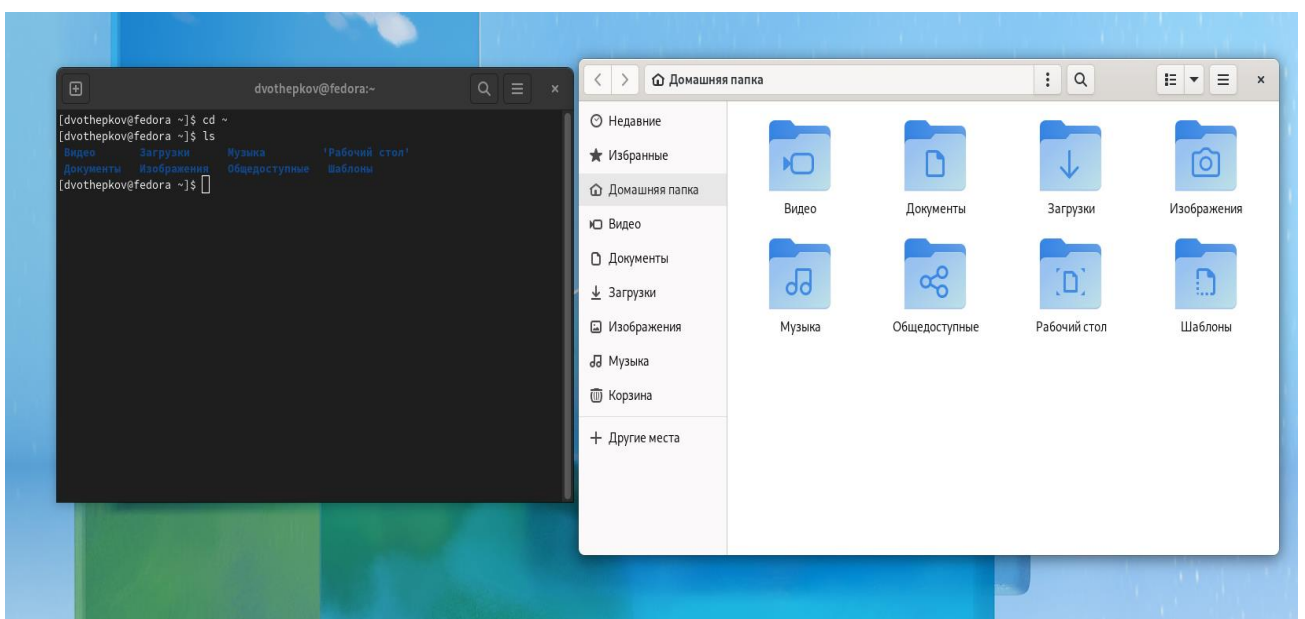 dvothepkov@fedora:~
[dvothepkov@fedora ~]$ cd ~
[dvothepkov@fedora ~]$ ls
Видео Загрузки Музыка 'Рабочий стол'
Документы Изображения Общедоступные Шаблоны
[dvothepkov@fedora ~]$
Домашняя папка
Недавние
Избранные
Домашняя папка
Видео
Документы
Загрузки
Изображения
Музыка
Корзина
Другие места
Видео Документы Загрузки Изображения
Музыка Общедоступные Рабочий стол Шаблоны